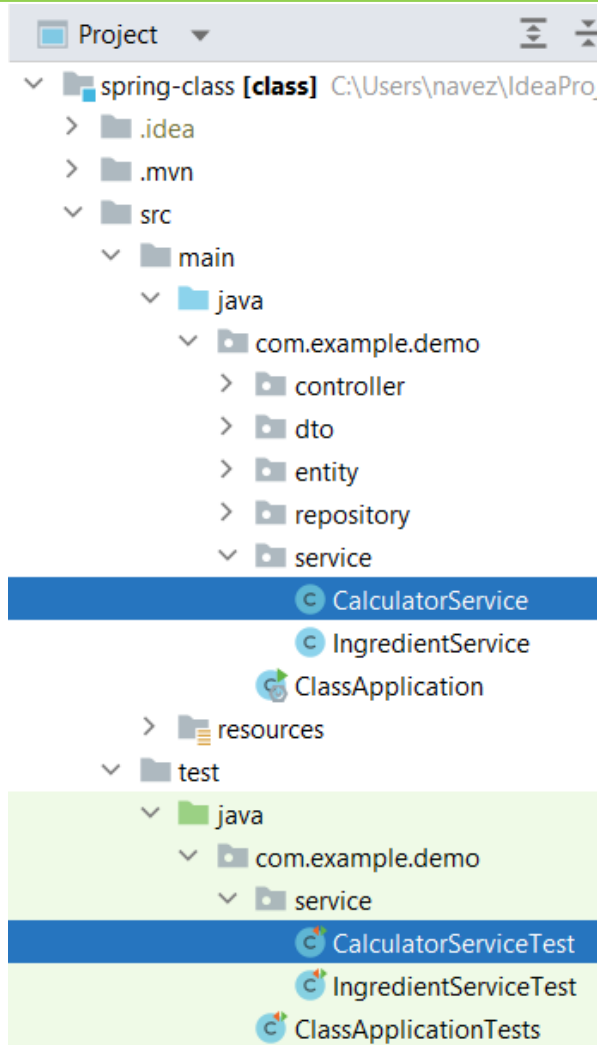 Project
spring-class [class] C:\Users\navez\IdeaPro
.idea
.mvn
src
main
java
com.example.demo
controller
dto
entity
repository
service
CalculatorService
IngredientService
ClassApplication
resources
test
java
com.example.demo
service
CalculatorServiceTest
IngredientServiceTest
ClassApplicationTests